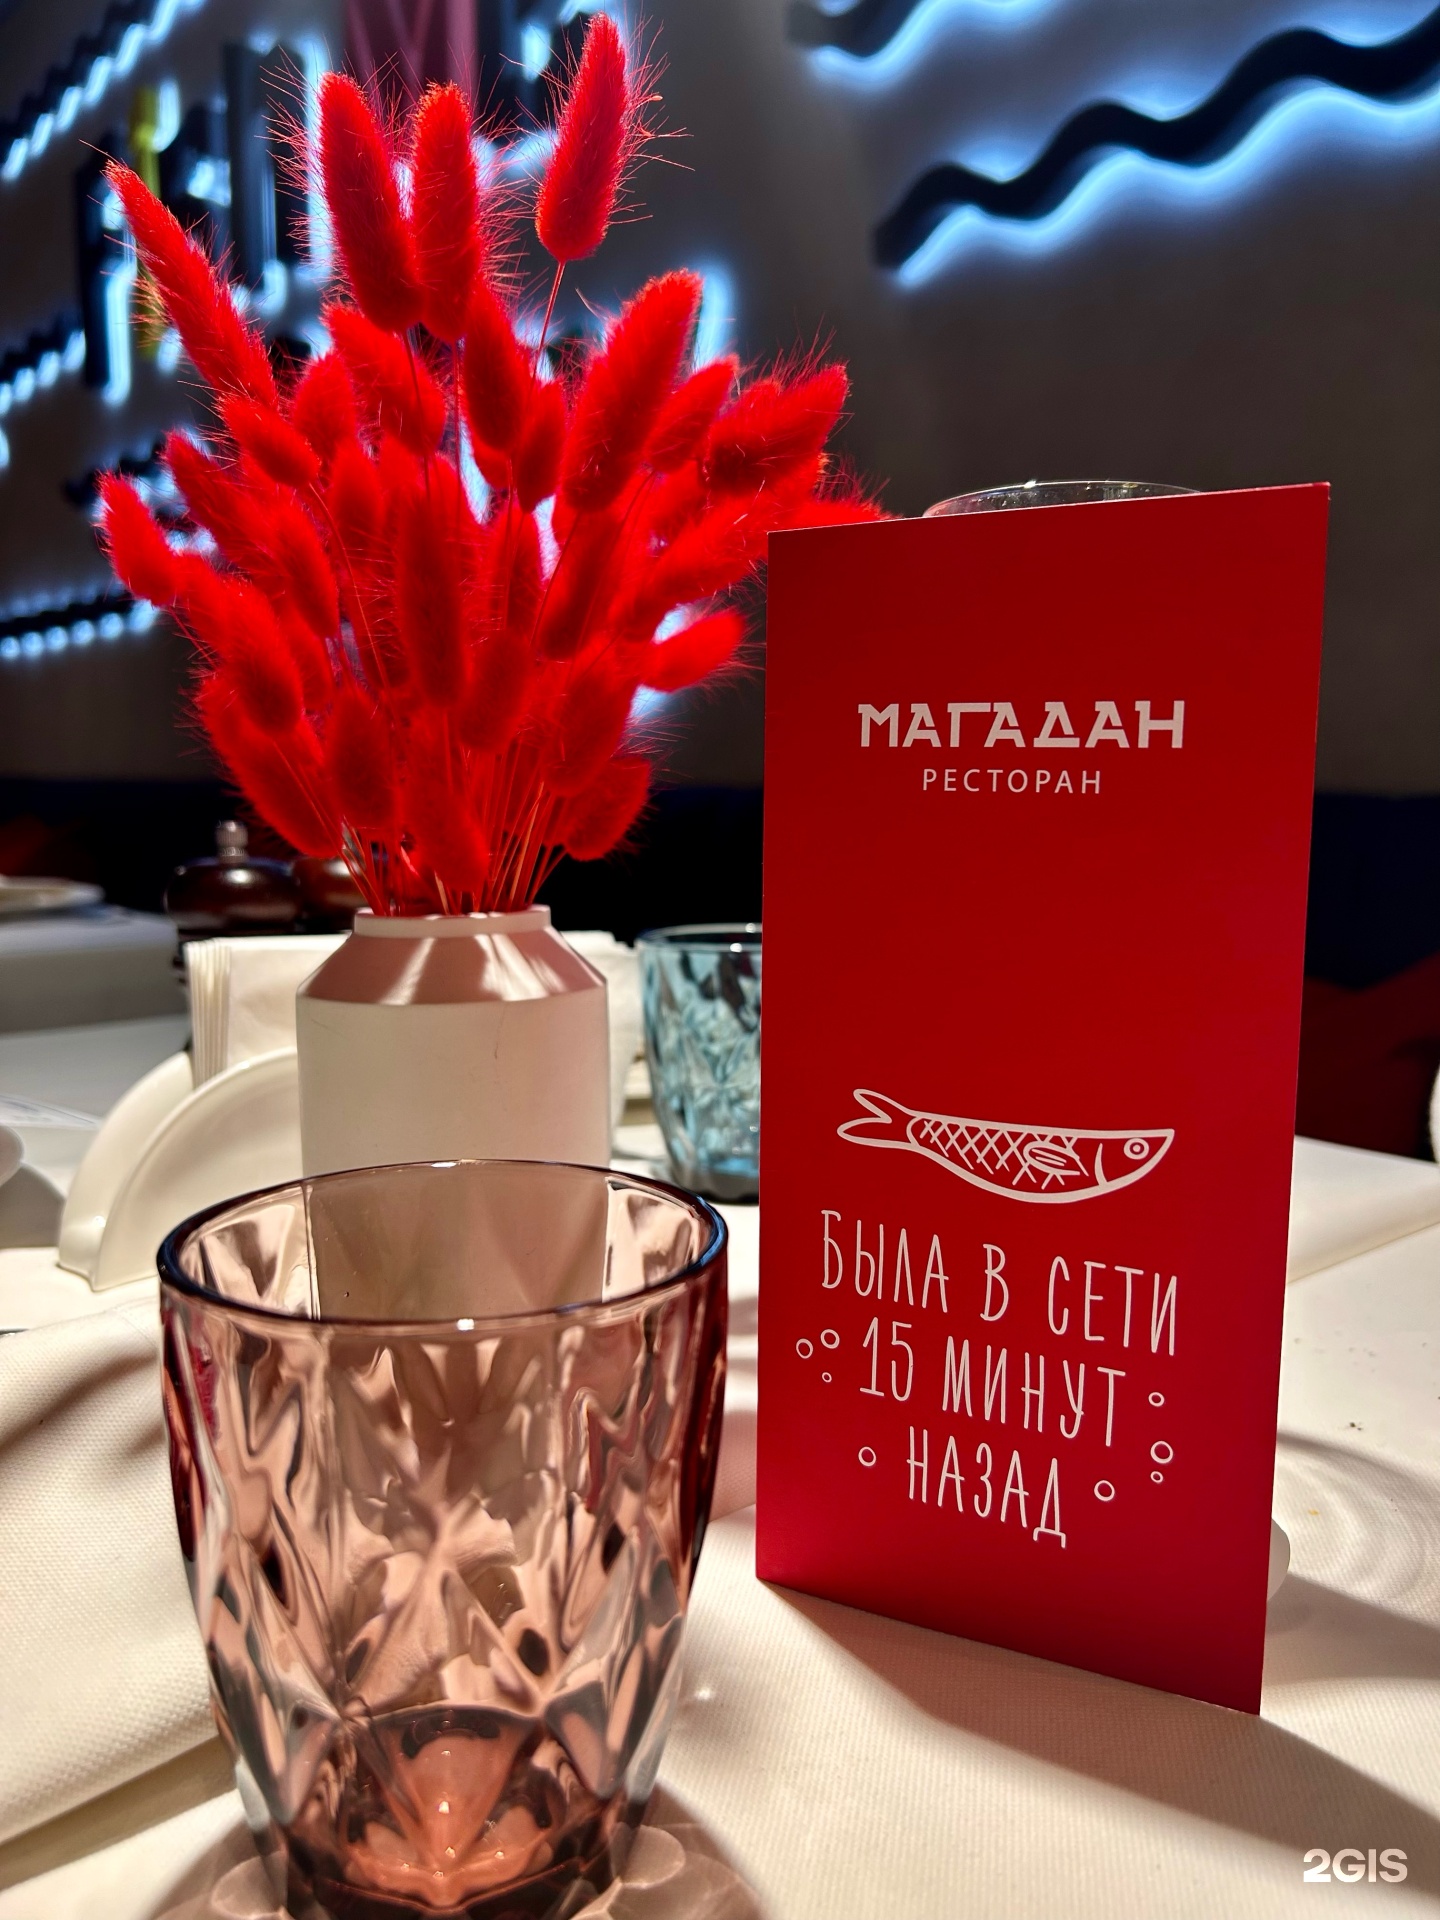 МАГАДАН
РЕСТОРАН
БЫЛА В СЕТИ
15 МИНУТ
НАЗАД
2GIS